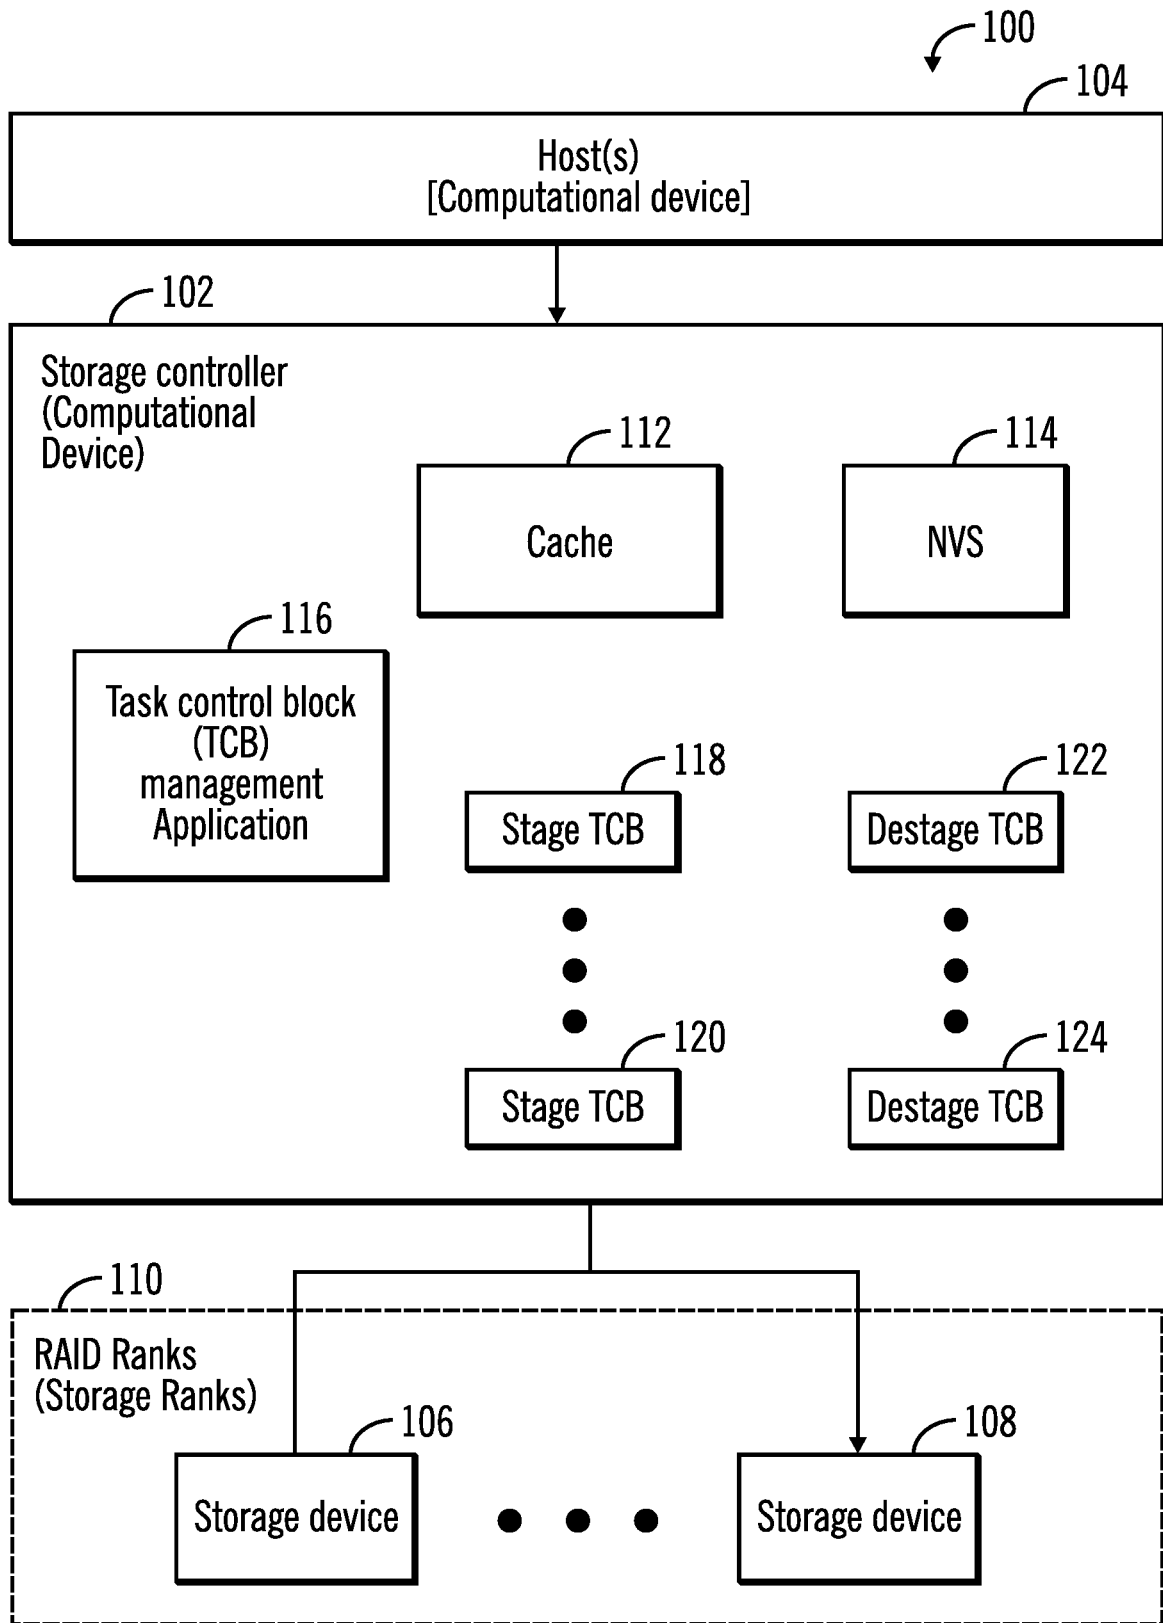 100
104
Host(s)
[Computational device]
102
Storage controller
(Computational
Device)
112
114
Cache
NVS
116
Task control block
(TCB)
management
Application
118
122
Stage TCB
Destage TCB
120
124
Stage TCB
Destage TCB
110
RAID Ranks
(Storage Ranks)
106
108
Storage device
Storage device